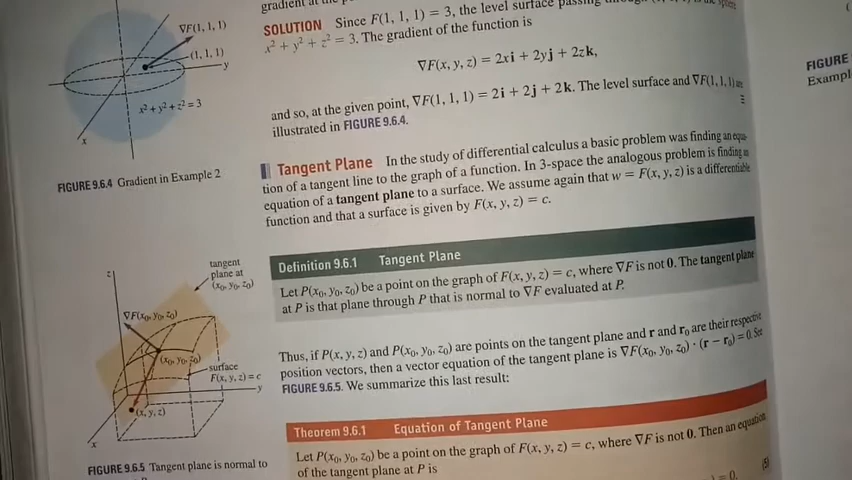 gradient at the
SOLUTION Since F(1, 1, 1) = 3, the level surface passing
x² + y² + z² = 3. The gradient of the function is
∇F(x, y, z) = 2xi + 2yj + 2zk,
and so, at the given point, ∇F(1, 1, 1) = 2i + 2j + 2k. The level surface and ∇F(1, 1, 1) are
illustrated in FIGURE 9.6.4.
∇F(1, 1, 1)
(1, 1, 1)
y
x² + y² + z² = 3
x
FIGURE 9.6.4 Gradient in Example 2
Tangent Plane In the study of differential calculus a basic problem was finding an equa-
tion of a tangent line to the graph of a function. In 3-space the analogous problem is finding an
equation of a tangent plane to a surface. We assume again that w = F(x, y, z) is a differentiable
function and that a surface is given by F(x, y, z) = c.
Definition 9.6.1 Tangent Plane
Let P(x₀, y₀, z₀) be a point on the graph of F(x, y, z) = c, where ∇F is not 0. The tangent plane
at P is that plane through P that is normal to ∇F evaluated at P.
z
tangent
plane at
(x₀, y₀, z₀)
∇F(x₀, y₀, z₀)
(x₀, y₀, z₀)
surface
F(x, y, z) = c
y
(x, y, z)
x
FIGURE 9.6.5 Tangent plane is normal to
Thus, if P(x, y, z) and P(x₀, y₀, z₀) are points on the tangent plane and r and r₀ are their respective
position vectors, then a vector equation of the tangent plane is ∇F(x₀, y₀, z₀) · (r − r₀) = 0. See
FIGURE 9.6.5. We summarize this last result:
Theorem 9.6.1 Equation of Tangent Plane
Let P(x₀, y₀, z₀) be a point on the graph of F(x, y, z) = c, where ∇F is not 0. Then an equation
of the tangent plane at P is
) = 0.
(5)
FIGURE
Exampl